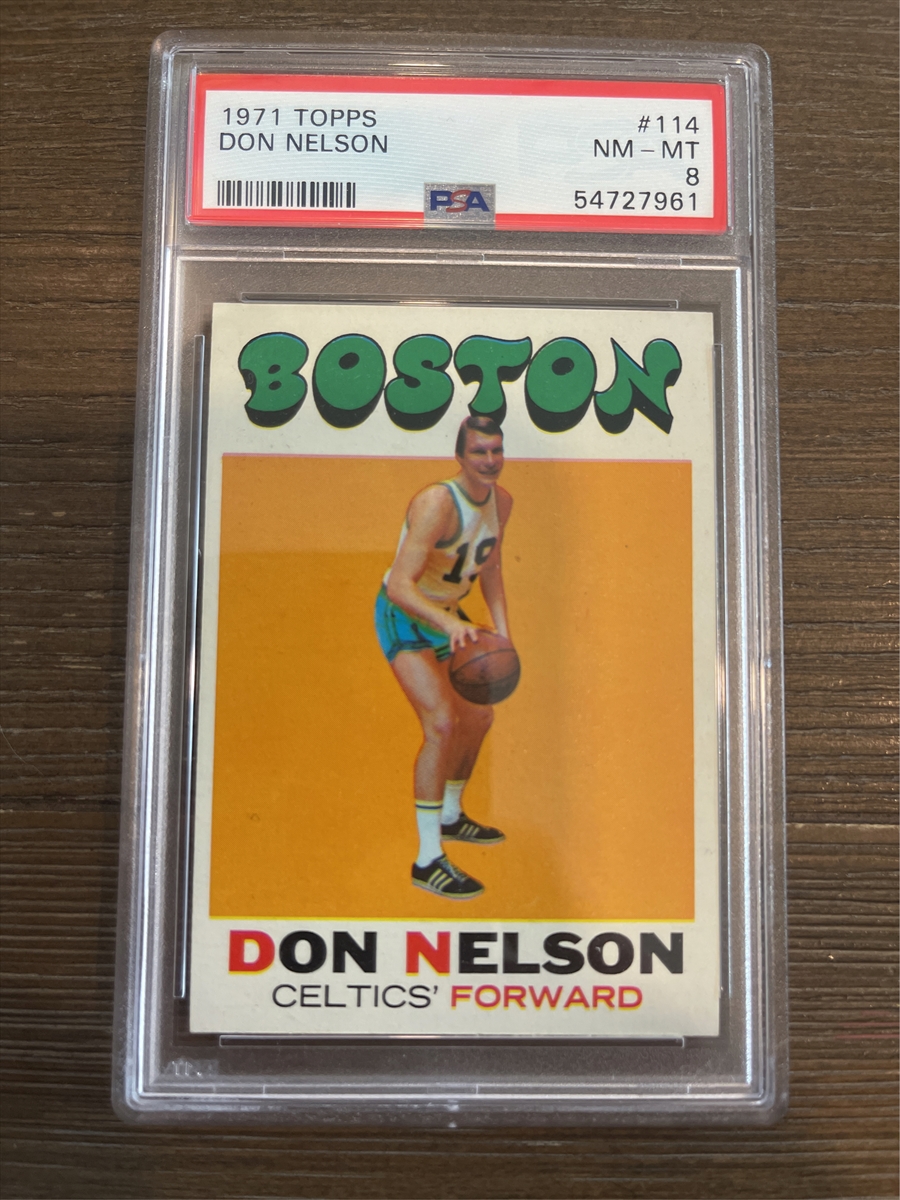 1971 TOPPS
DON NELSON
#114
NM – MT
8
54727961
PSA
BOSTON
19
DON NELSON
CELTICS' FORWARD